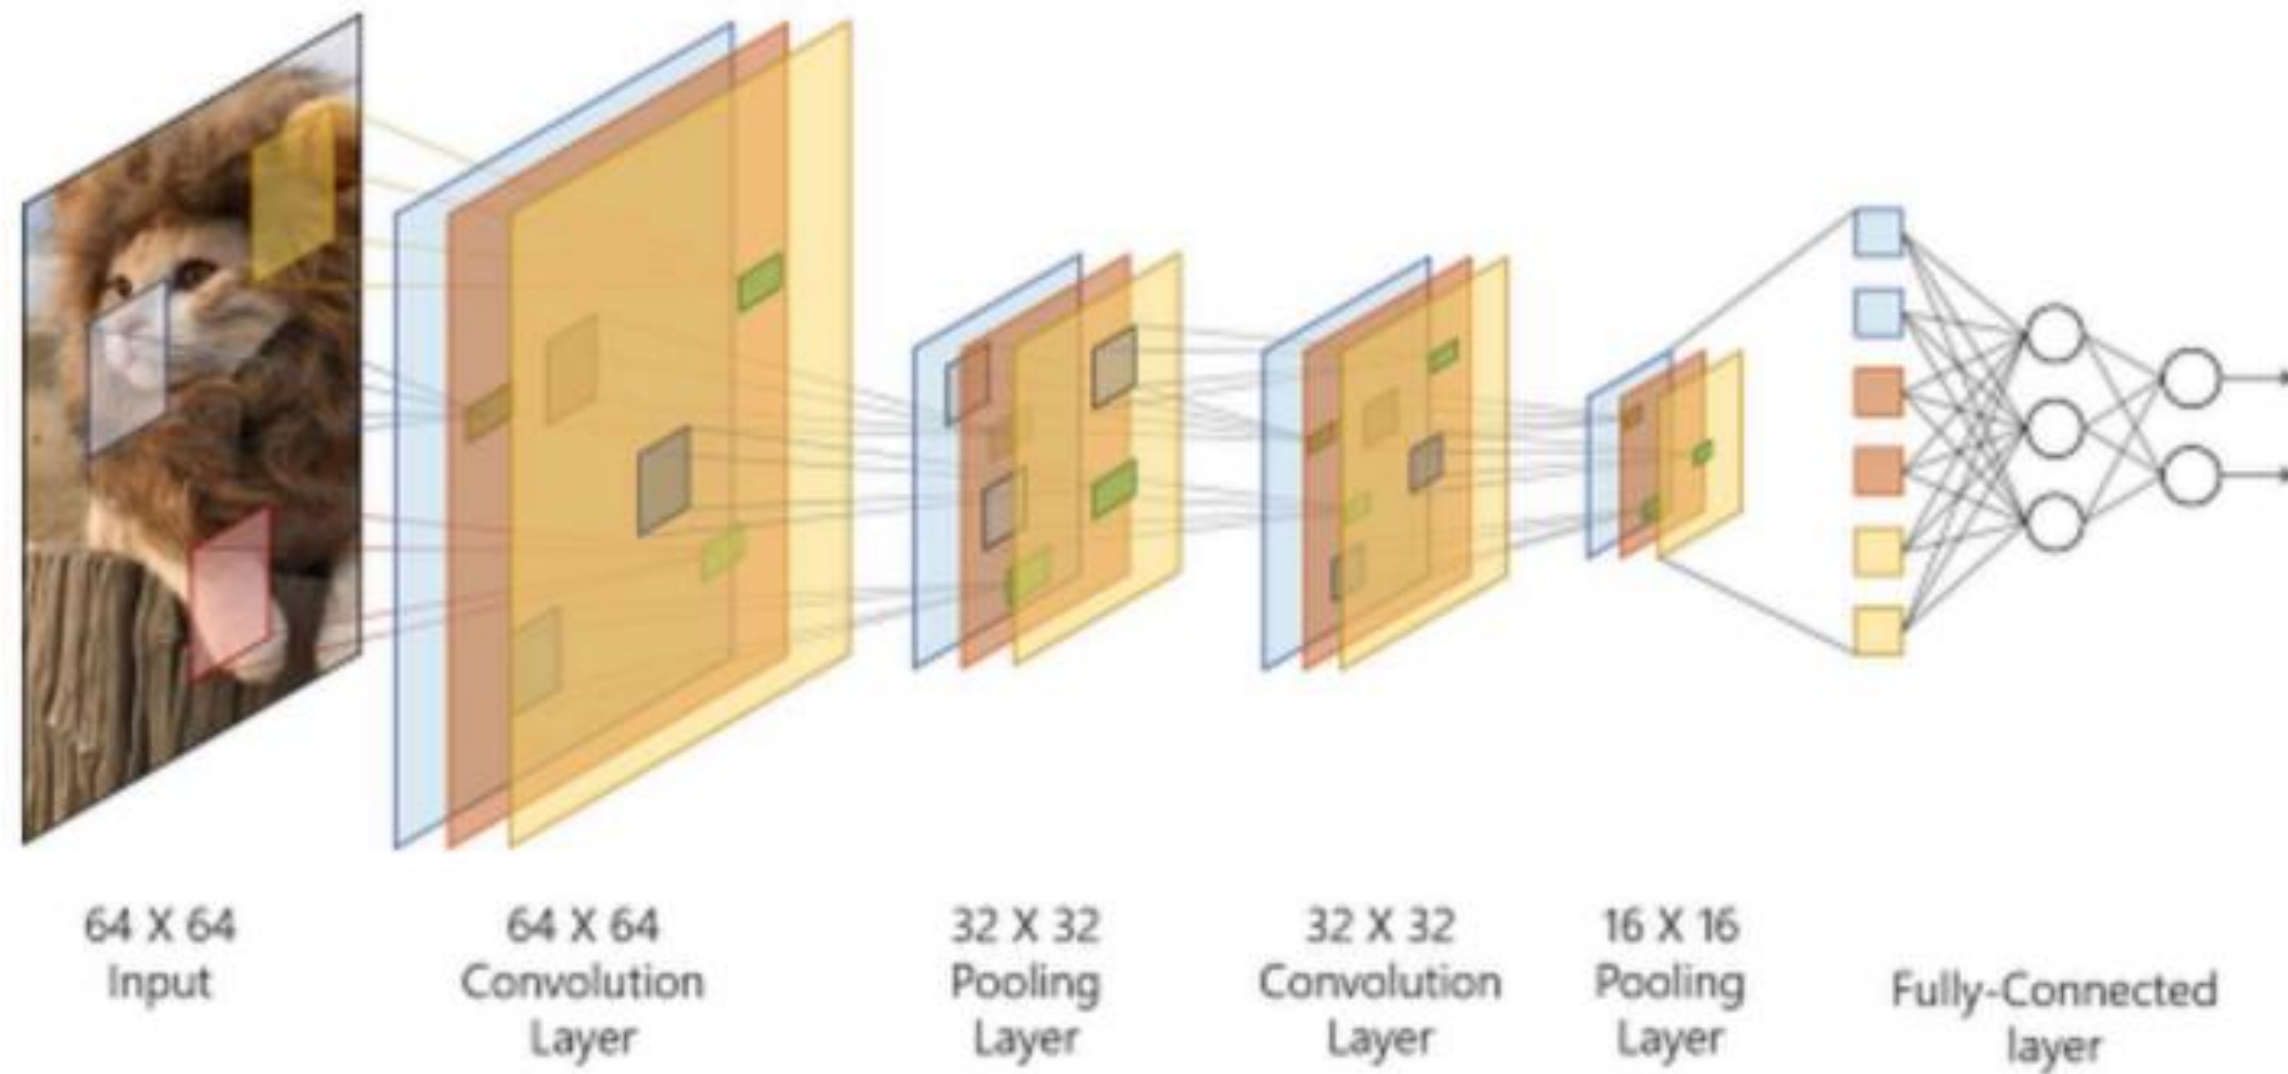 64 X 64
Input
64 X 64
Convolution
Layer
32 X 32
Pooling
Layer
32 X 32
Convolution
Layer
16 X 16
Pooling
Layer
Fully-Connected
layer